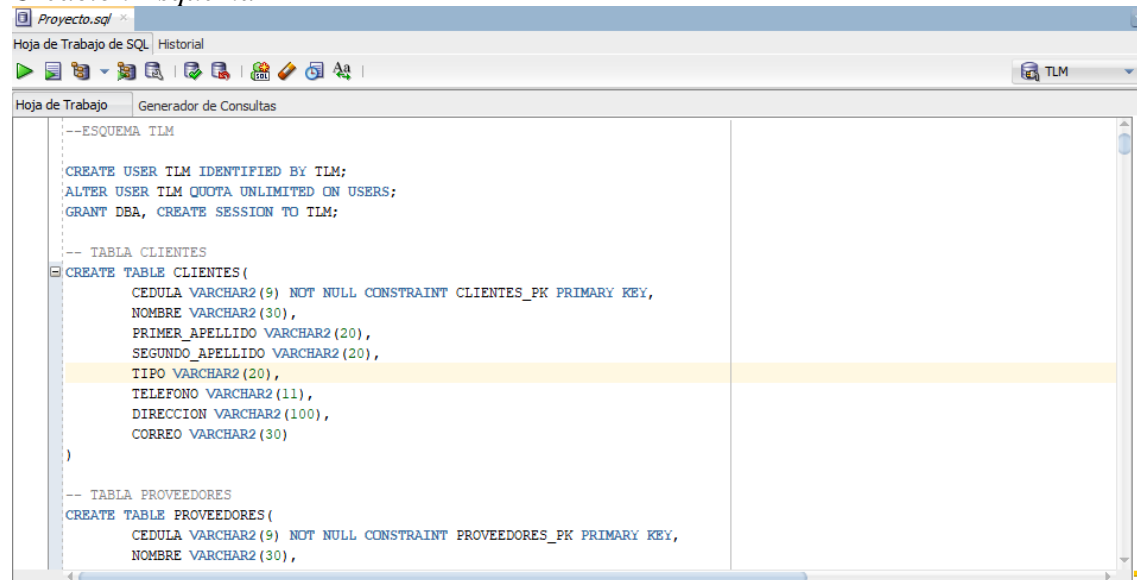 Proyecto.sql
Hoja de Trabajo de SQL Historial
TLM
Hoja de Trabajo Generador de Consultas
--ESQUEMA TLM
CREATE USER TLM IDENTIFIED BY TLM;
ALTER USER TLM QUOTA UNLIMITED ON USERS;
GRANT DBA, CREATE SESSION TO TLM;
-- TABLA CLIENTES
CREATE TABLE CLIENTES(
CEDULA VARCHAR2(9) NOT NULL CONSTRAINT CLIENTES_PK PRIMARY KEY,
NOMBRE VARCHAR2(30),
PRIMER_APELLIDO VARCHAR2(20),
SEGUNDO_APELLIDO VARCHAR2(20),
TIPO VARCHAR2(20),
TELEFONO VARCHAR2(11),
DIRECCION VARCHAR2(100),
CORREO VARCHAR2(30)
)
-- TABLA PROVEEDORES
CREATE TABLE PROVEEDORES(
CEDULA VARCHAR2(9) NOT NULL CONSTRAINT PROVEEDORES_PK PRIMARY KEY,
NOMBRE VARCHAR2(30),